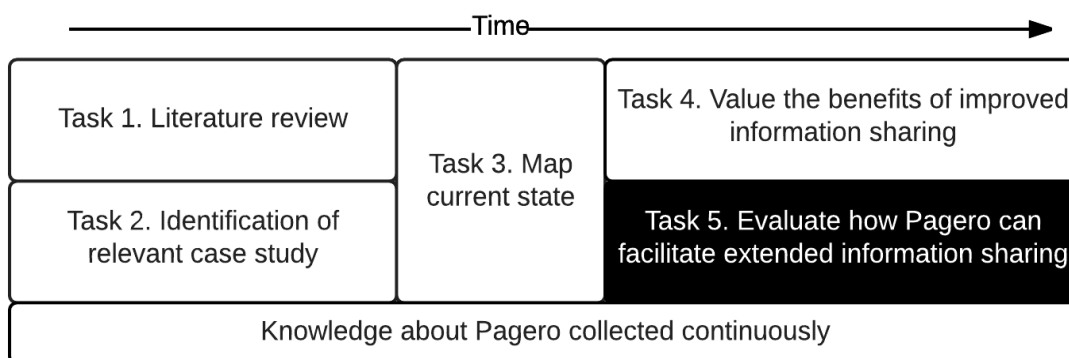 Time
Task 1. Literature review
Task 2. Identification of
relevant case study
Task 3. Map
current state
Task 4. Value the benefits of improved
information sharing
Task 5. Evaluate how Pagero can
facilitate extended information sharing
Knowledge about Pagero collected continuously